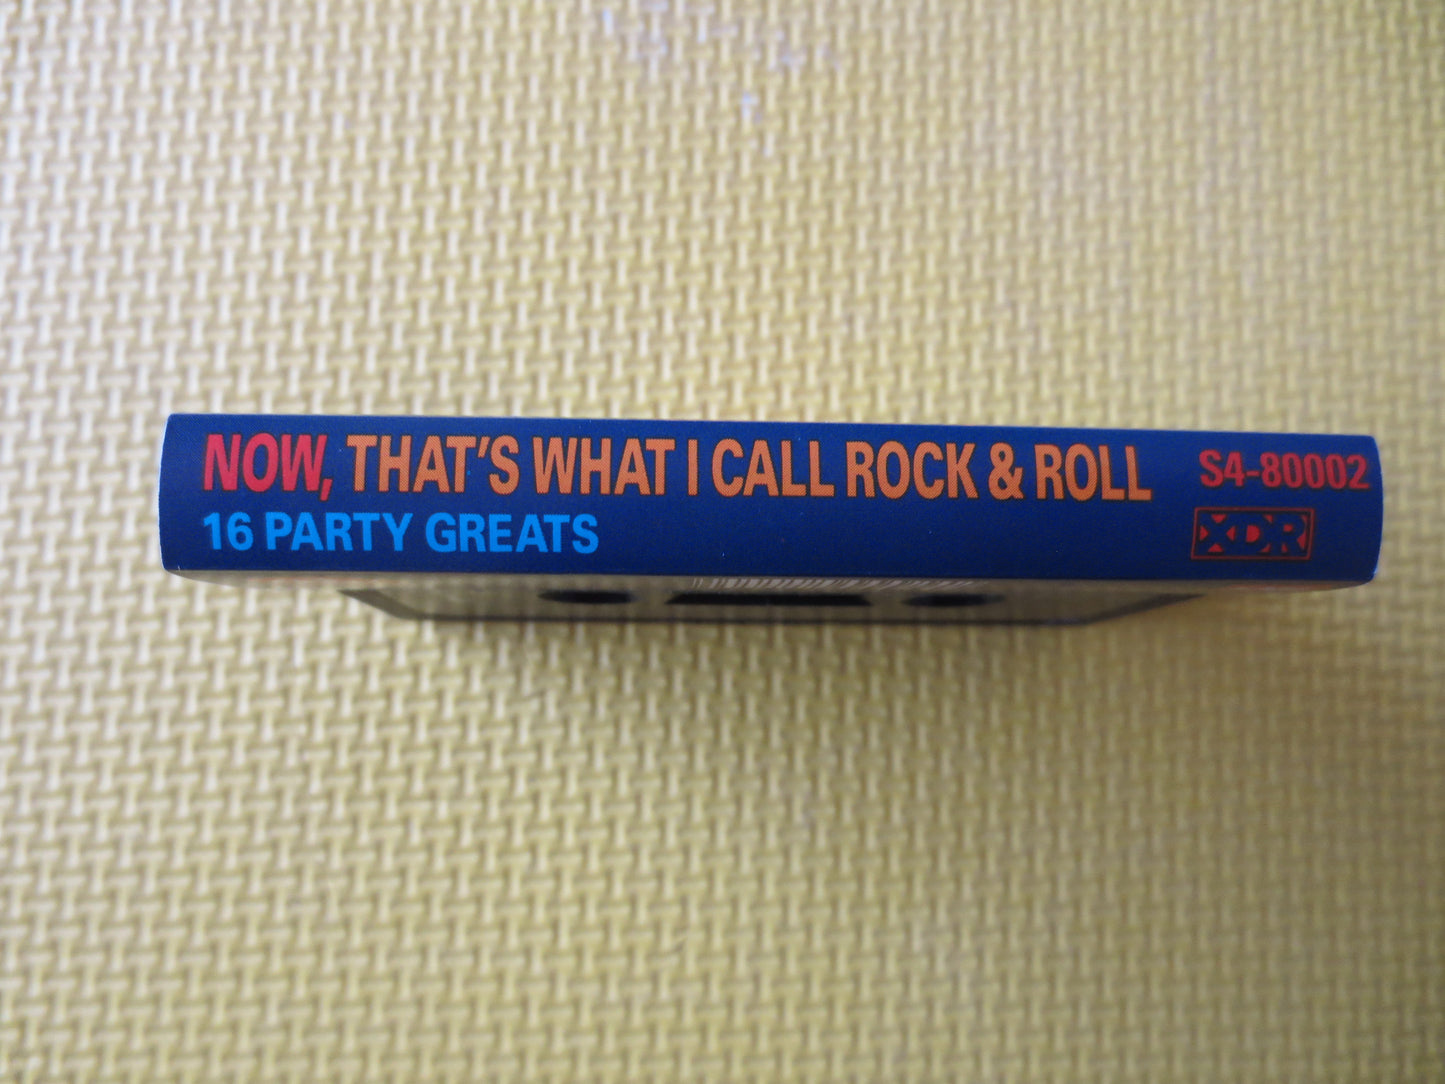 NOW, THAT'S WHAT I CALL ROCK & ROLL
16 PARTY GREATS
S4-80002
XDR